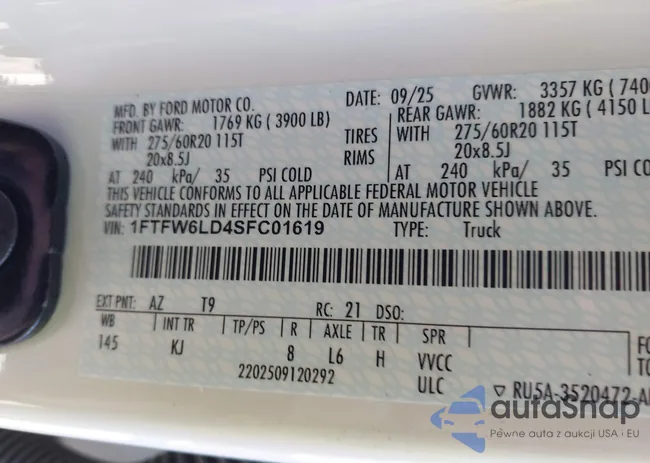 MFD. BY FORD MOTOR CO.
DATE: 09/25 GVWR: 3357 KG (740
FRONT GAWR: 1769 KG (3900 LB)
REAR GAWR: 1882 KG (4150 L
WITH 275/60R20 115T TIRES WITH 275/60R20 115T
20x8.5J RIMS 20x8.5J
AT 240 kPa/ 35 PSI COLD AT 240 kPa/ 35 PSI COLD
THIS VEHICLE CONFORMS TO ALL APPLICABLE FEDERAL MOTOR VEHICLE
SAFETY STANDARDS IN EFFECT ON THE DATE OF MANUFACTURE SHOWN ABOVE.
VIN: 1FTFW6LD4SFC01619 TYPE: Truck
EXT PNT: AZ T9 RC: 21 DSO:
WB INT TR TP/PS R AXLE TR SPR
145 KJ 8 L6 H VVCC
2202509120292 ULC
FO
TO
RU5A-3520472-A
autoSnap
Pewne auta z aukcji USA i EU